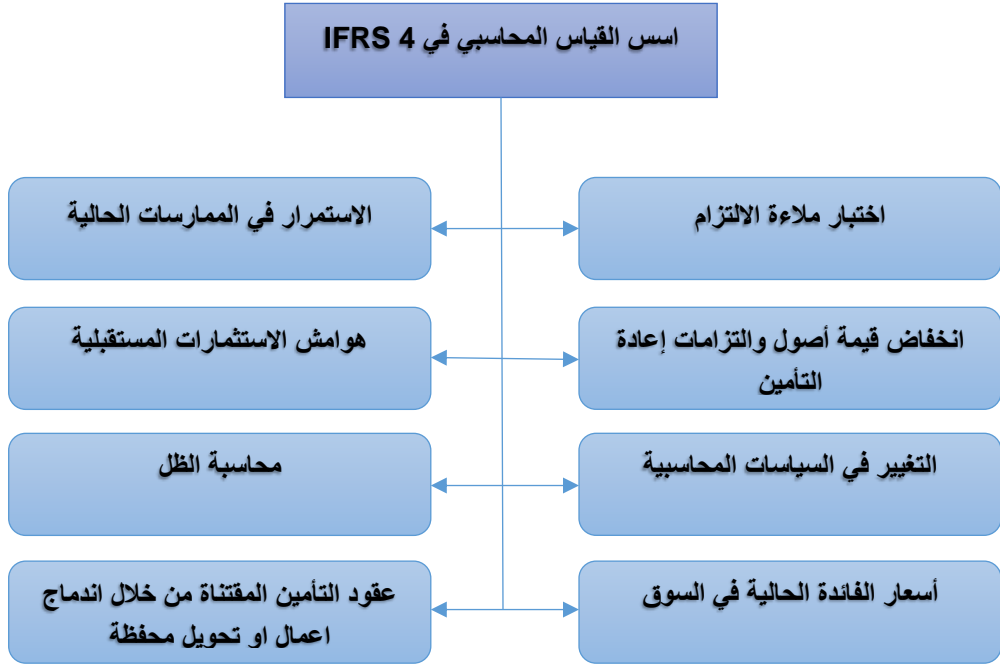 اسس القياس المحاسبي في IFRS 4
اختبار ملاءة الالتزام
الاستمرار في الممارسات الحالية
انخفاض قيمة أصول والتزامات إعادة
التأمين
هوامش الاستثمارات المستقبلية
التغيير في السياسات المحاسبية
محاسبة الظل
أسعار الفائدة الحالية في السوق
عقود التأمين المقتناة من خلال اندماج
اعمال او تحويل محفظة